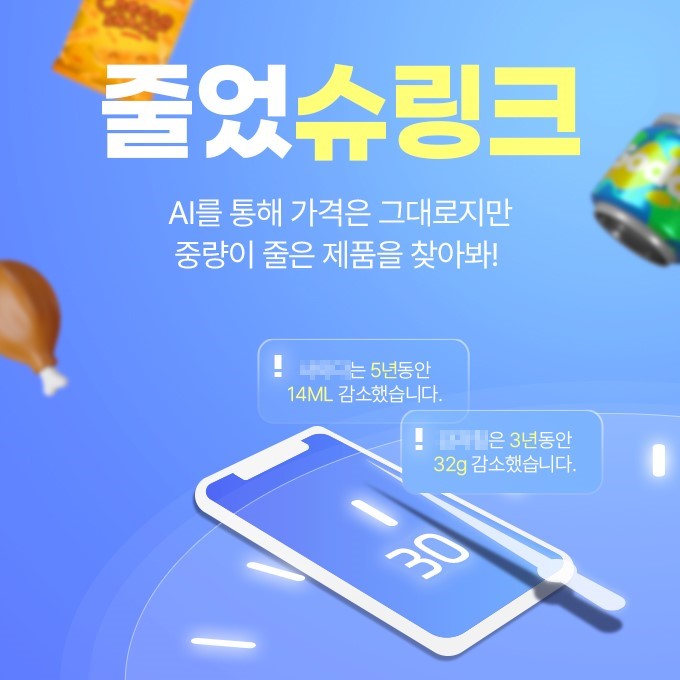 줄었슈링크
AI를 통해 가격은 그대로지만
중량이 줄은 제품을 찾아봐!
! 는 5년동안
14ML 감소했습니다.
! 은 3년동안
32g 감소했습니다.
30